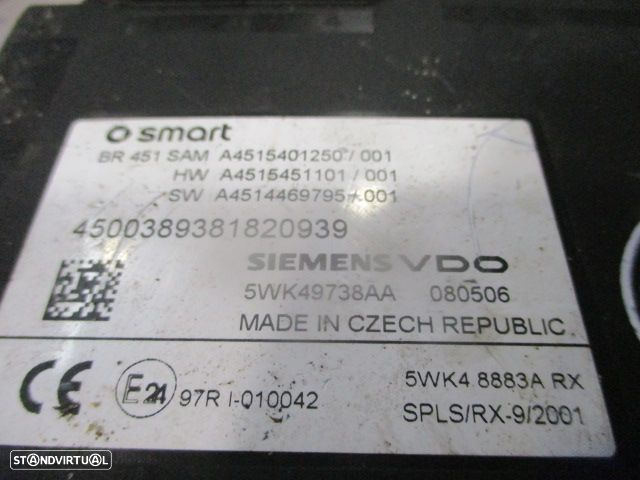 smart
BR 451 SAM A4515401250 / 001
HW A4515451101 / 001
SW A4514469795 / 001
4500389381820939
SIEMENS VDO
5WK49738AA 080506
MADE IN CZECH REPUBLIC
CE E24 97R I-010042
5WK4 8883A RX
SPLS/RX-9/2001
STANDVIRTUAL